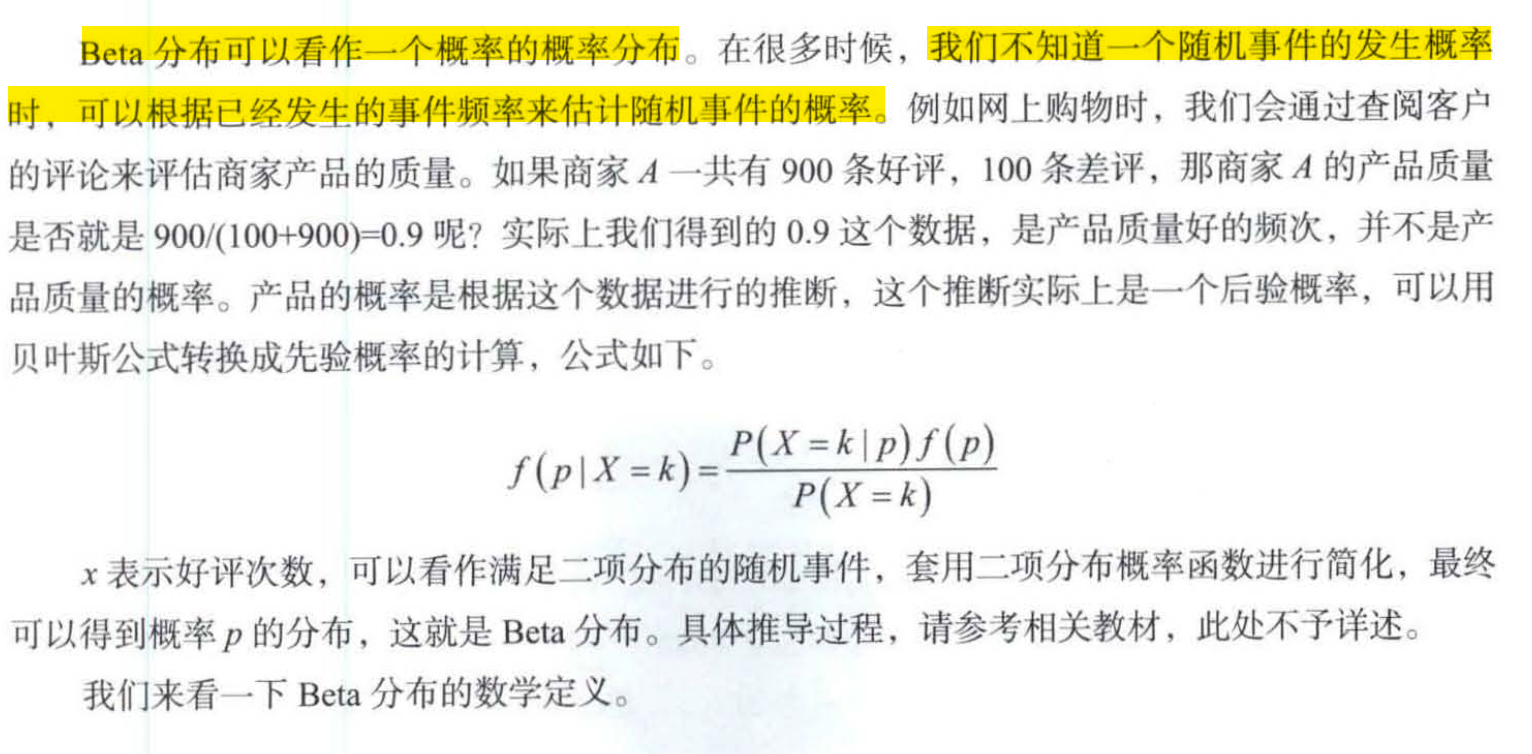 Beta 分布可以看作一个概率的概率分布。在很多时候，我们不知道一个随机事件的发生概率
时，可以根据已经发生的事件频率来估计随机事件的概率。例如网上购物时，我们会通过查阅客户
的评论来评估商家产品的质量。如果商家 A 一共有 900 条好评，100 条差评，那商家 A 的产品质量
是否就是 900/(100+900)=0.9 呢？实际上我们得到的 0.9 这个数据，是产品质量好的频次，并不是产
品质量的概率。产品的概率是根据这个数据进行的推断，这个推断实际上是一个后验概率，可以用
贝叶斯公式转换成先验概率的计算，公式如下。
f(p|X=k)=P(X=k|p)f(p)/P(X=k)
x 表示好评次数，可以看作满足二项分布的随机事件，套用二项分布概率函数进行简化，最终
可以得到概率 p 的分布，这就是 Beta 分布。具体推导过程，请参考相关教材，此处不予详述。
我们来看一下 Beta 分布的数学定义。